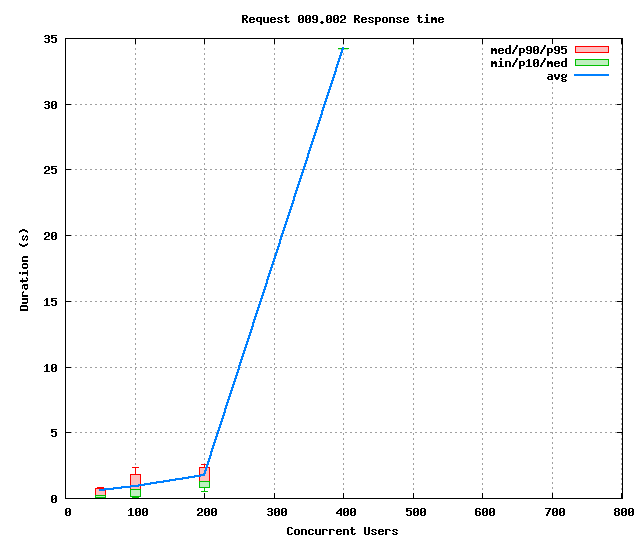 Request 009.002 Response time
med/p90/p95
min/p10/med
avg
35
30
25
20
15
10
5
0
Duration (s)
0 100 200 300 400 500 600 700 800
Concurrent Users